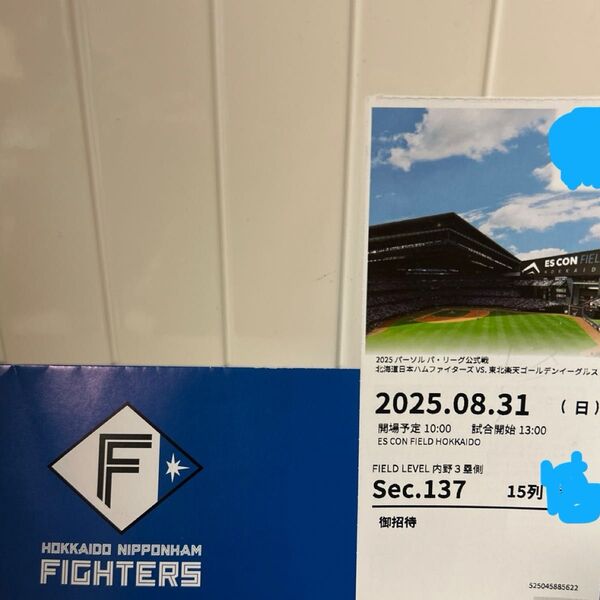 ES CON FIELD
HOKKAIDO
2025 パーソル パ・リーグ公式戦
北海道日本ハムファイターズ VS. 東北楽天ゴールデンイーグルス
2025.08.31 (日)
開場予定 10:00 試合開始 13:00
ES CON FIELD HOKKAIDO
FIELD LEVEL 内野3塁側
Sec.137 15列
御招待
525045885622
F
HOKKAIDO NIPPONHAM
FIGHTERS